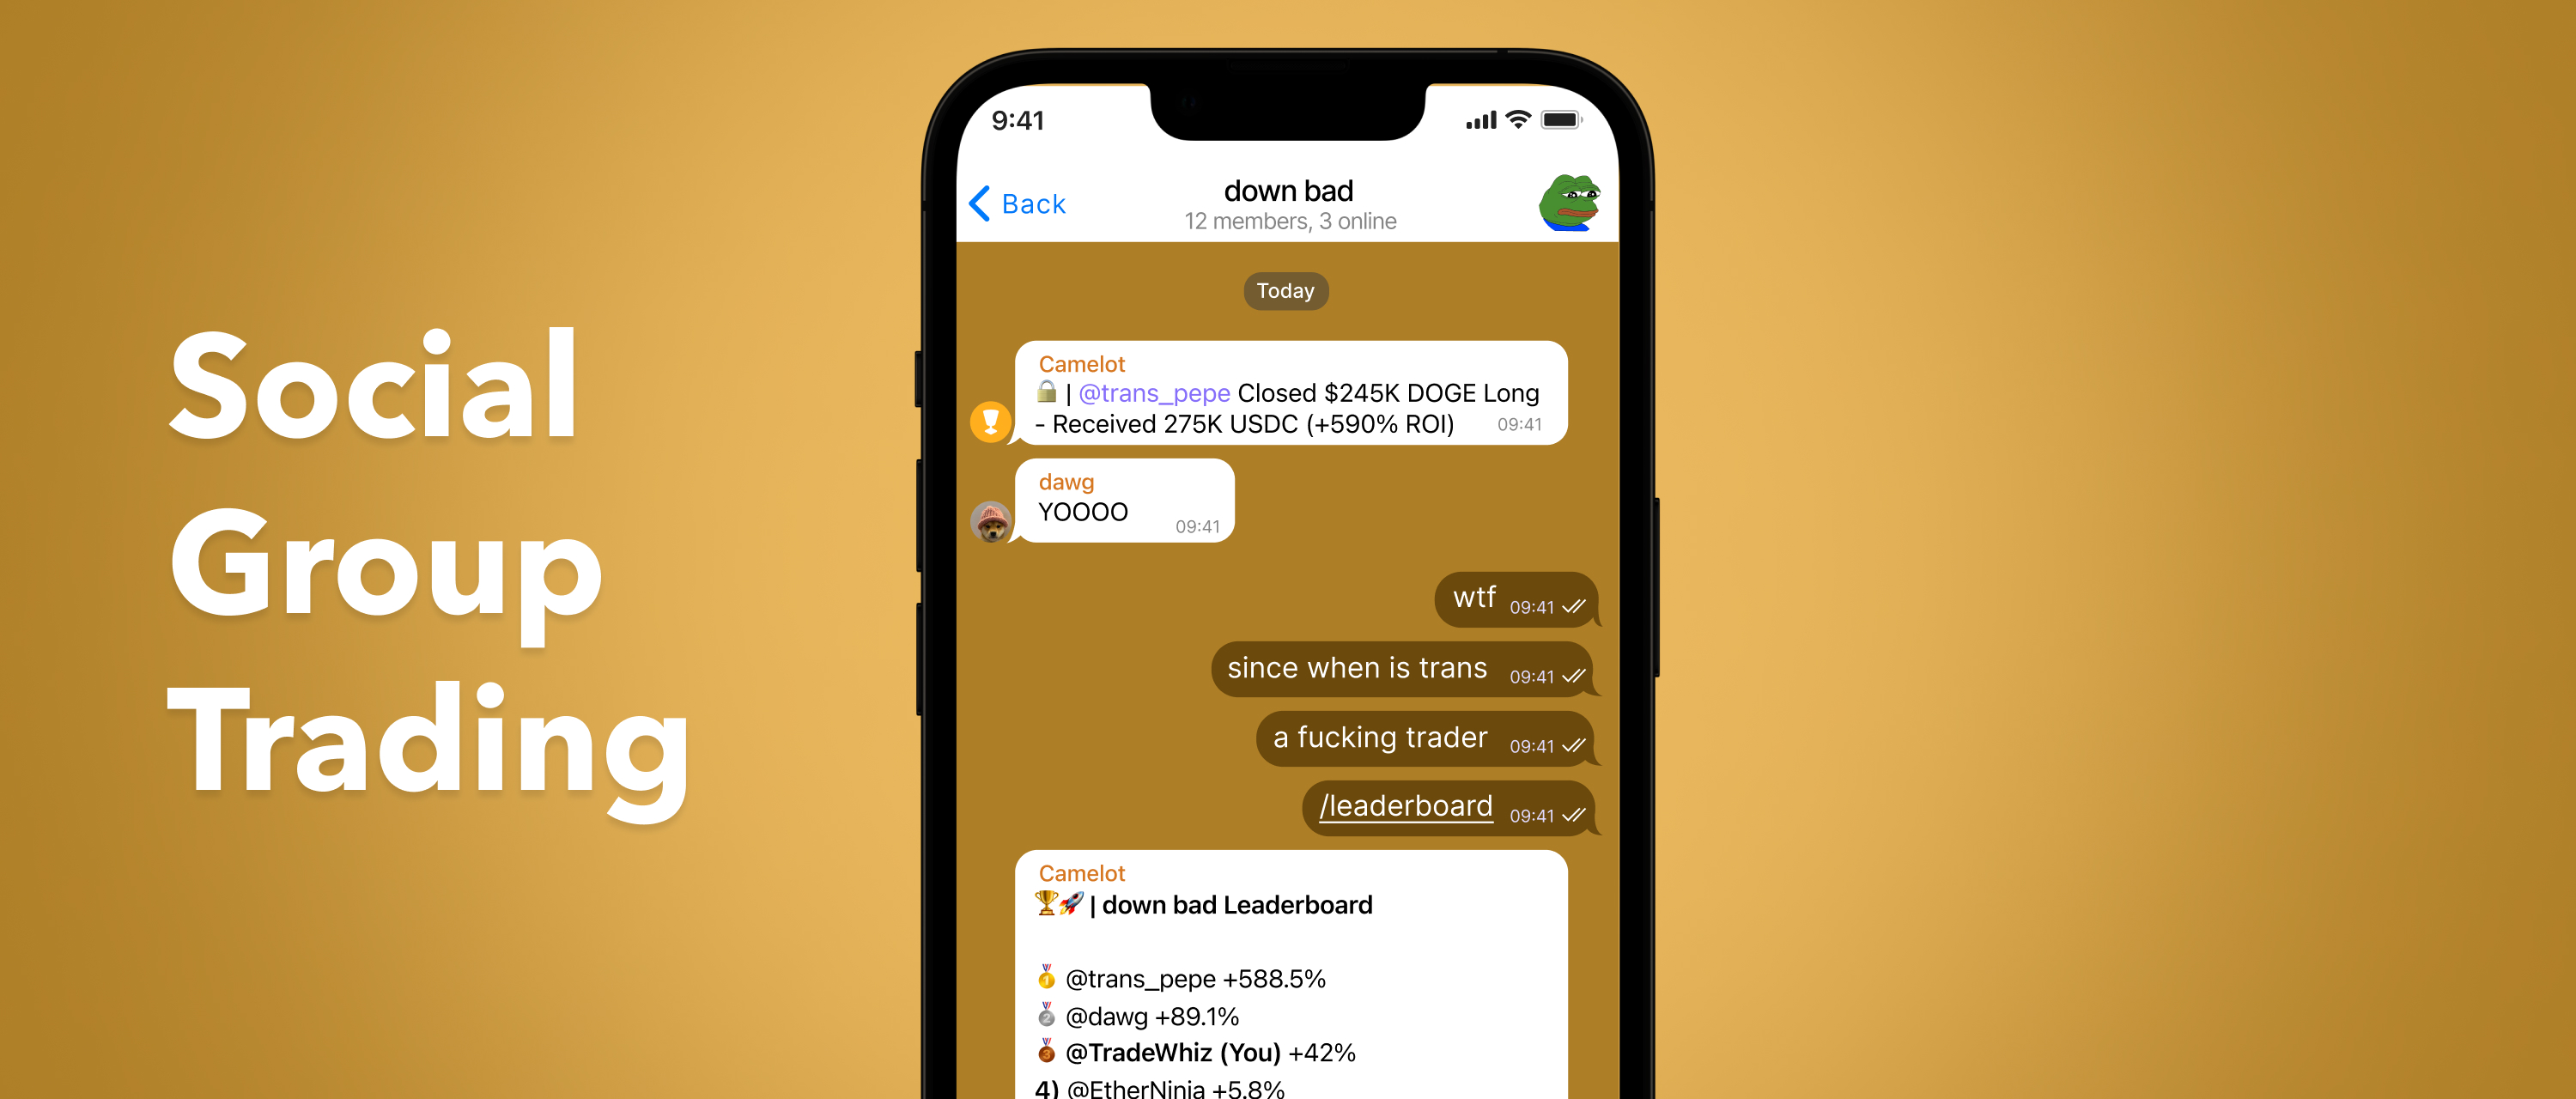 Social
Group
Trading
9:41
Back
down bad
12 members, 3 online
Today
Camelot
🔒 | @trans_pepe Closed $245K DOGE Long
- Received 275K USDC (+590% ROI) 09:41
dawg
YOOOO
09:41
wtf 09:41
since when is trans 09:41
a fucking trader 09:41
/leaderboard 09:41
Camelot
🏆🚀 | down bad Leaderboard
🥇 @trans_pepe +588.5%
🥈 @dawg +89.1%
🥉 @TradeWhiz (You) +42%
4) @EtherNinja +5.8%